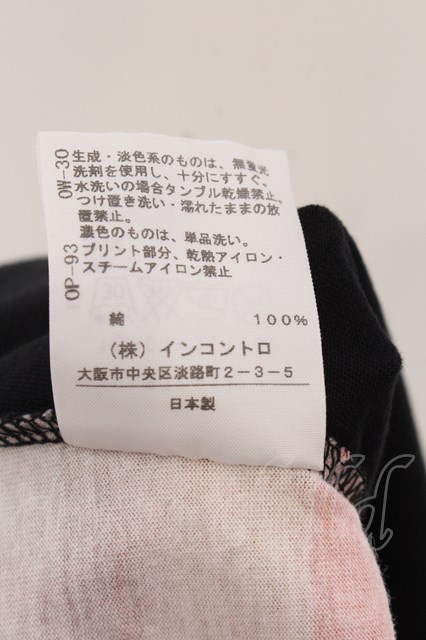 OW-30
生成・淡色系のものは、無蛍光
洗剤を使用し、十分にすすぐ。
水洗いの場合タンブル乾燥禁止。
つけ置き洗い・濡れたままの放
置禁止。
濃色のものは、単品洗い。
OP-93
プリント部分、乾熱アイロン・
スチームアイロン禁止
綿 100%
（株）インコントロ
大阪市中央区淡路町2-3-5
日本製